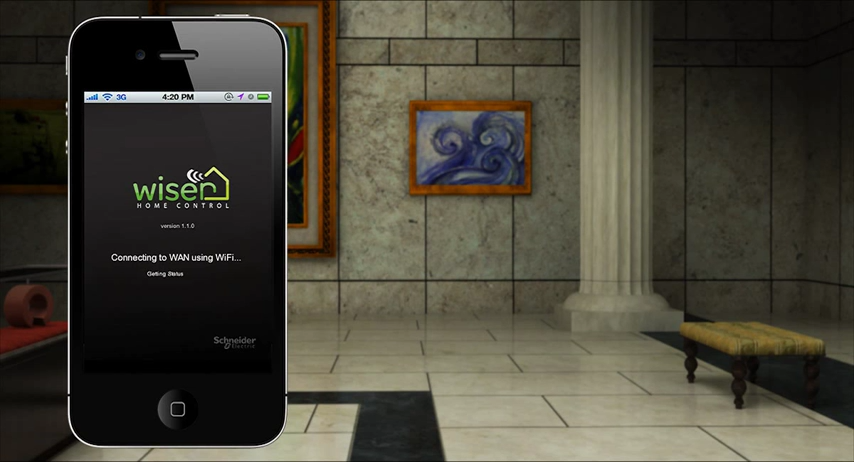 3G 4:20 PM
wiser
HOME CONTROL
version 1.1.0
Connecting to WAN using WiFi...
Getting Status
Schneider
Electric